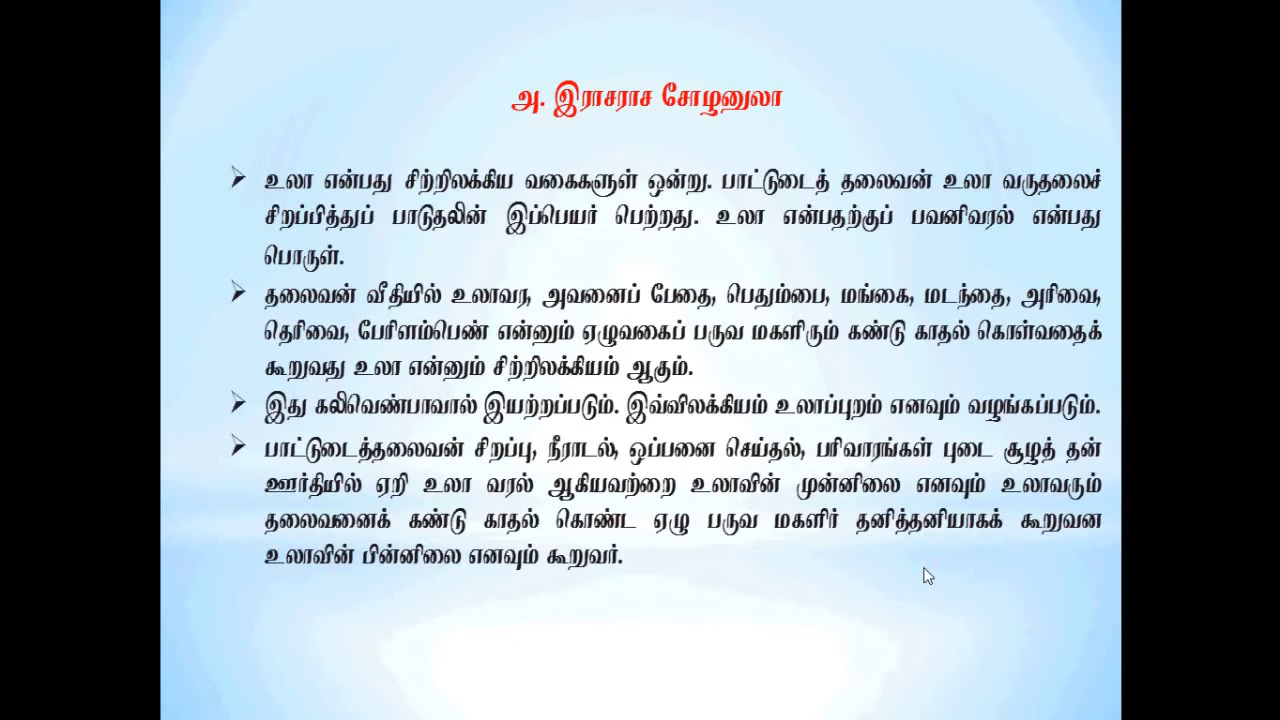 அ. இராசராச சோழனுலா
➢ உலா என்பது சிற்றிலக்கிய வகைகளுள் ஒன்று. பாட்டுடைத் தலைவன் உலா வருதலைச்
சிறப்பித்துப் பாடுதலின் இப்பெயர் பெற்றது. உலா என்பதற்குப் பவனிவரல் என்பது
பொருள்.
➢ தலைவன் வீதியில் உலாவர, அவனைப் பேதை, பெதும்பை, மங்கை, மடந்தை, அரிவை,
தெரிவை, பேரிளம்பெண் என்னும் ஏழுவகைப் பருவ மகளிரும் கண்டு காதல் கொள்வதைக்
கூறுவது உலா என்னும் சிற்றிலக்கியம் ஆகும்.
➢ இது கலிவெண்பாவால் இயற்றப்படும். இவ்விலக்கியம் உலாப்புறம் எனவும் வழங்கப்படும்.
➢ பாட்டுடைத்தலைவன் சிறப்பு, நீராடல், ஒப்பனை செய்தல், பரிவாரங்கள் புடை சூழத் தன்
ஊர்தியில் ஏறி உலா வரல் ஆகியவற்றை உலாவின் முன்னிலை எனவும் உலாவரும்
தலைவனைக் கண்டு காதல் கொண்ட ஏழு பருவ மகளிர் தனித்தனியாகக் கூறுவன
உலாவின் பின்னிலை எனவும் கூறுவர்.